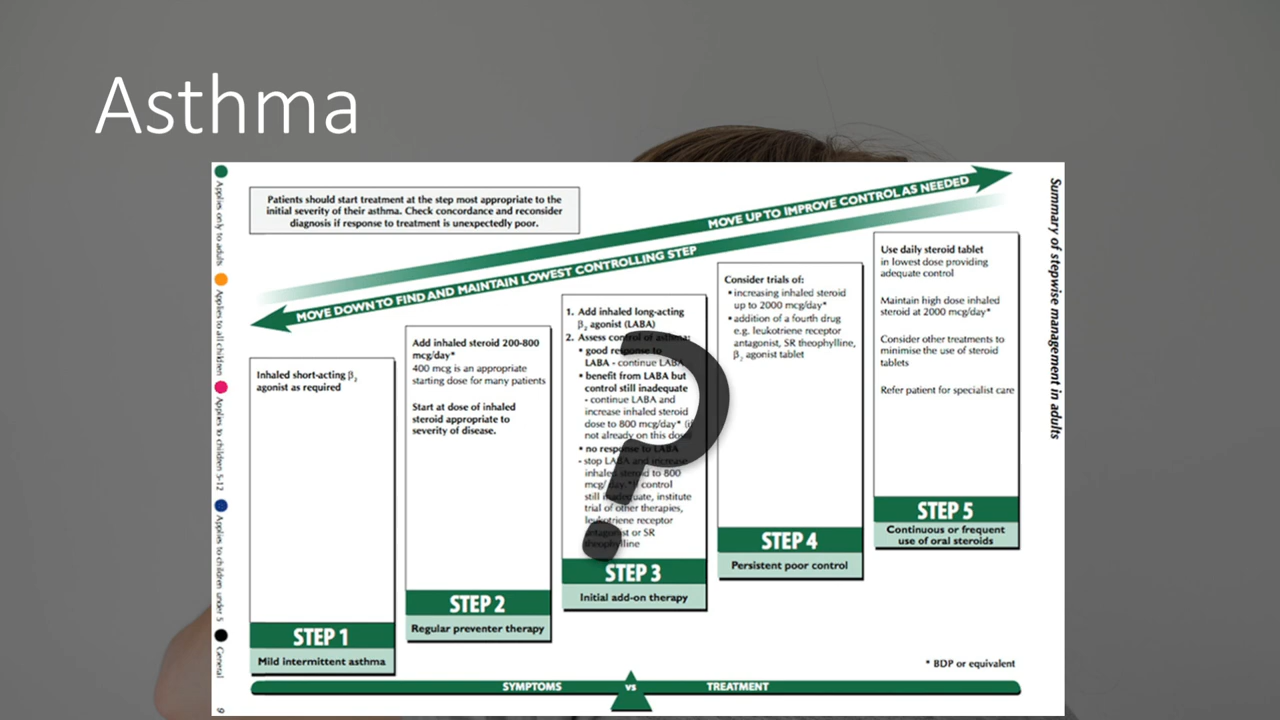 Asthma
Patients should start treatment at the step most appropriate to the
initial severity of their asthma. Check concordance and reconsider
diagnosis if response to treatment is unexpectedly poor.
MOVE UP TO IMPROVE CONTROL AS NEEDED
MOVE DOWN TO FIND AND MAINTAIN LOWEST CONTROLLING STEP
Inhaled short-acting β₂
agonist as required
STEP 1
Mild intermittent asthma
Add inhaled steroid 200-800
mcg/day*
400 mcg is an appropriate
starting dose for many patients
Start at dose of inhaled
steroid appropriate to
severity of disease.
STEP 2
Regular preventer therapy
1. Add inhaled long-acting
β₂ agonist (LABA)
2. Assess control of asthma:
• good response to
LABA - continue LABA
• benefit from LABA but
control still inadequate
- continue LABA and
increase inhaled steroid
dose to 800 mcg/day* (if
not already on this dose)
• no response to LABA
- stop LABA and increase
inhaled steroid to 800
mcg/ day.* If control
still inadequate, institute
trial of other therapies,
leukotriene receptor
antagonist or SR
theophylline
?
STEP 3
Initial add-on therapy
Consider trials of:
• increasing inhaled steroid
up to 2000 mcg/day*
• addition of a fourth drug
e.g. leukotriene receptor
antagonist, SR theophylline,
β₂ agonist tablet
STEP 4
Persistent poor control
Use daily steroid tablet
in lowest dose providing
adequate control
Maintain high dose inhaled
steroid at 2000 mcg/day*
Consider other treatments to
minimise the use of steroid
tablets
Refer patient for specialist care
STEP 5
Continuous or frequent
use of oral steroids
* BDP or equivalent
SYMPTOMS vs TREATMENT
Summary of stepwise management in adults
Applies only to adults
Applies to all children
Applies to children 5-12
Applies to children under 5
General
9